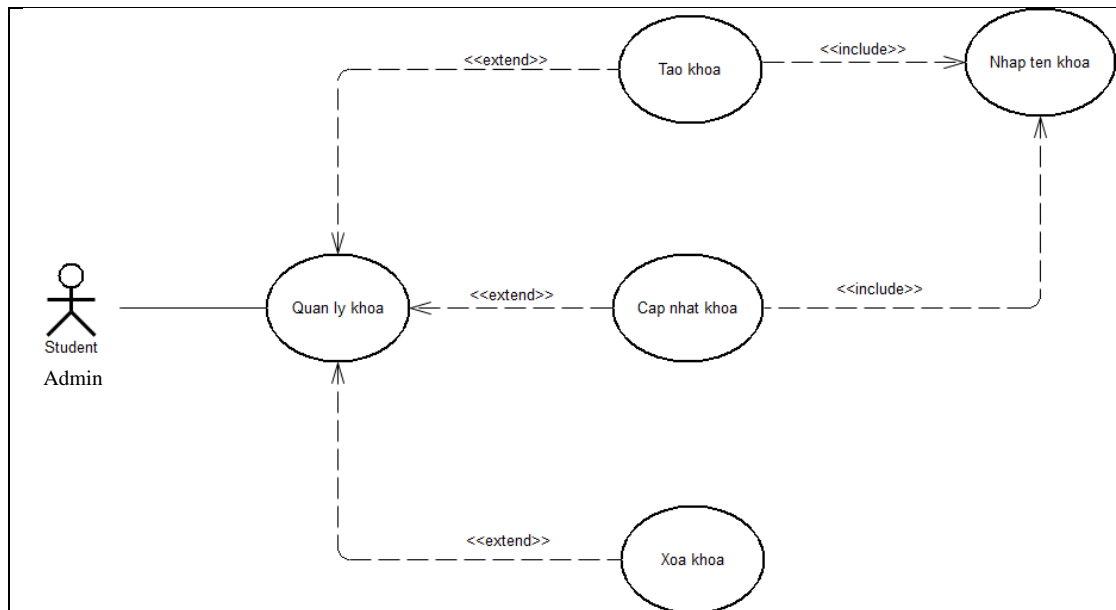 <<extend>>
Tao khoa
<<include>>
Nhap ten khoa
Student
Admin
Quan ly khoa
<<extend>>
Cap nhat khoa
<<include>>
<<extend>>
Xoa khoa